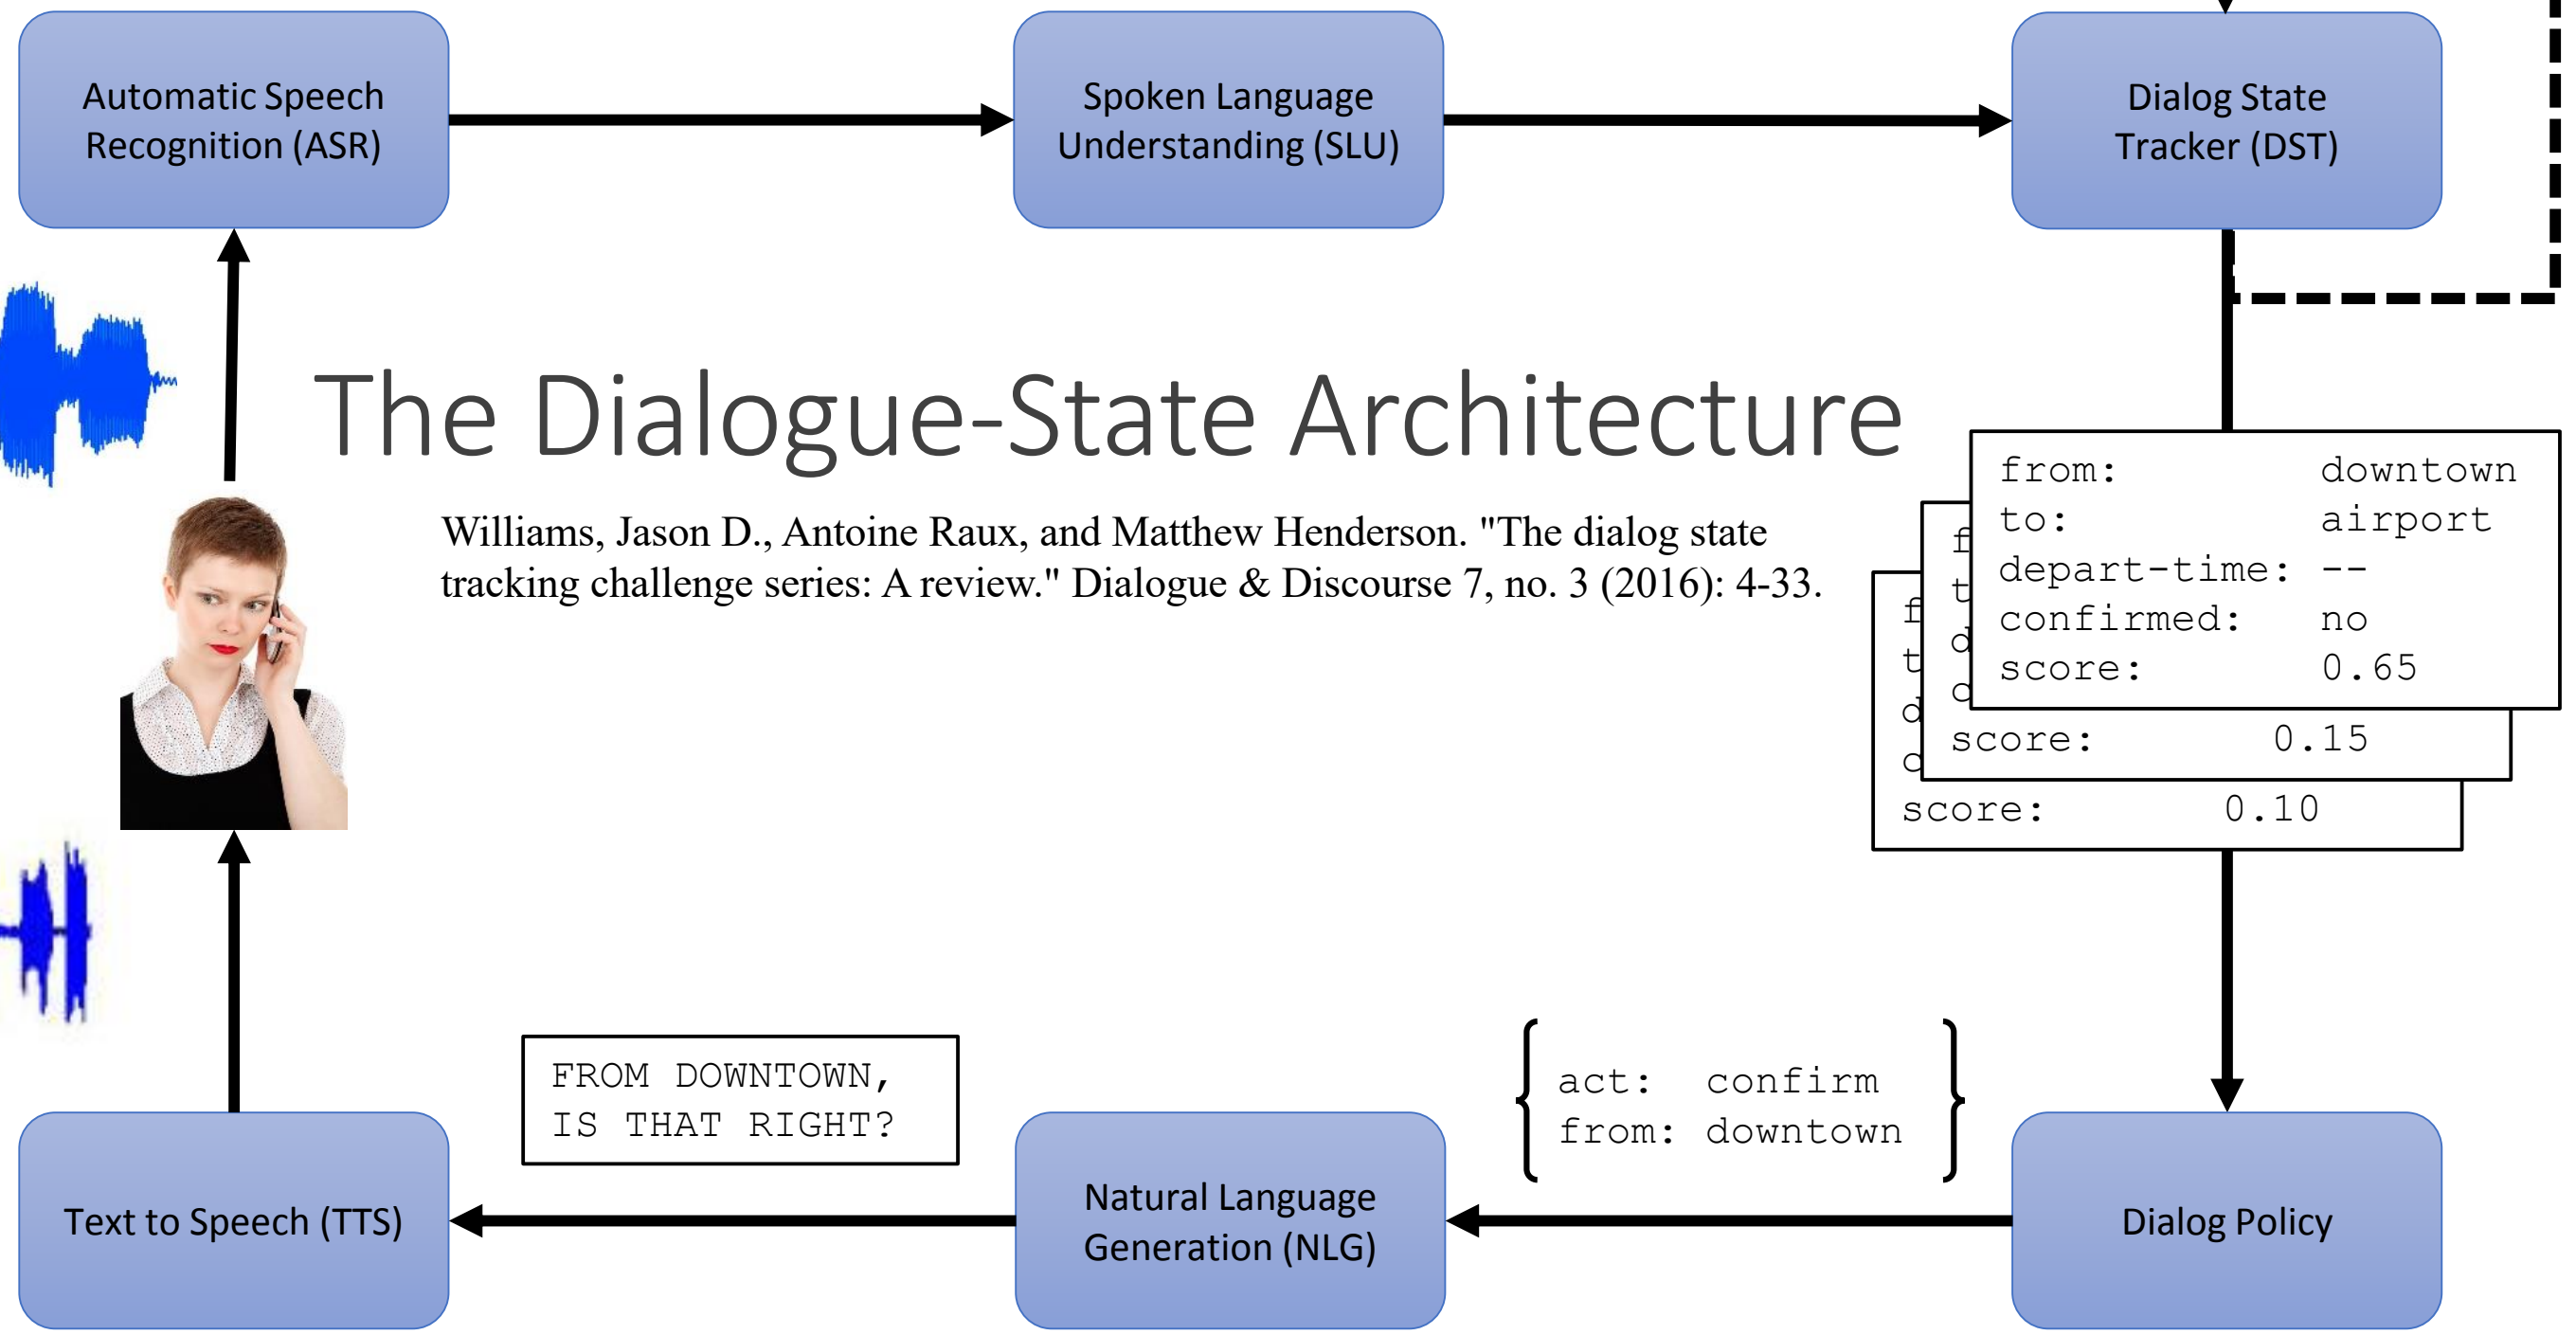 Automatic Speech
Recognition (ASR)
Spoken Language
Understanding (SLU)
Dialog State
Tracker (DST)
The Dialogue-State Architecture
Williams, Jason D., Antoine Raux, and Matthew Henderson. "The dialog state
tracking challenge series: A review." Dialogue & Discourse 7, no. 3 (2016): 4-33.
from: downtown
to: airport
depart-time: --
confirmed: no
score: 0.65
f
t
d
c
score: 0.15
f
t
d
c
score: 0.10
FROM DOWNTOWN,
IS THAT RIGHT?
act: confirm
from: downtown
Text to Speech (TTS)
Natural Language
Generation (NLG)
Dialog Policy